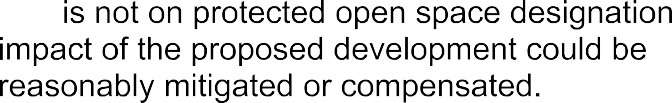 is not on protected open space designation
impact of the proposed development could be
reasonably mitigated or compensated.